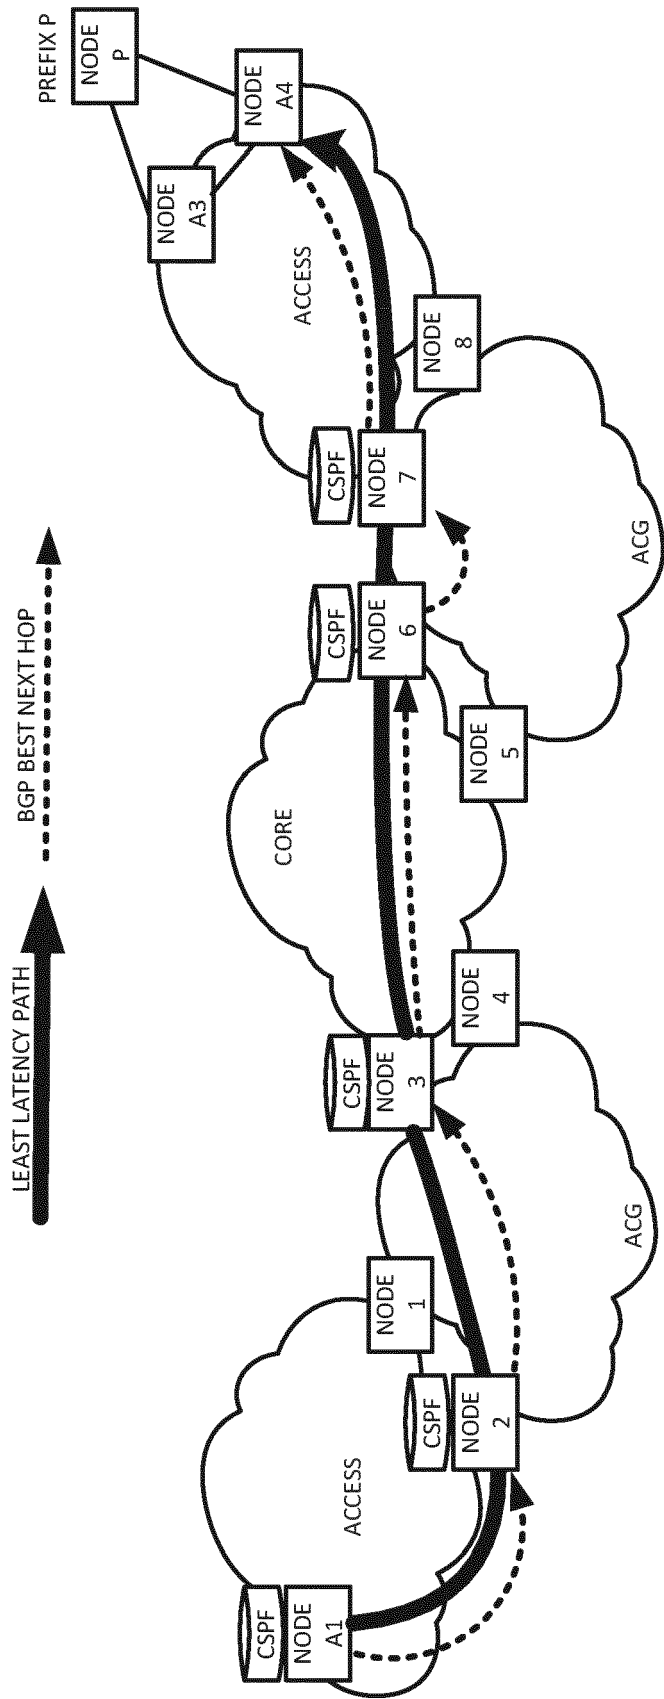 LEAST LATENCY PATH
BGP BEST NEXT HOP
PREFIX P
NODE
P
NODE
A3
NODE
A4
ACCESS
CSPF
NODE
7
NODE
8
CSPF
NODE
6
ACG
CORE
NODE
5
CSPF
NODE
3
NODE
4
NODE
1
ACG
CSPF
NODE
2
ACCESS
CSPF
NODE
A1